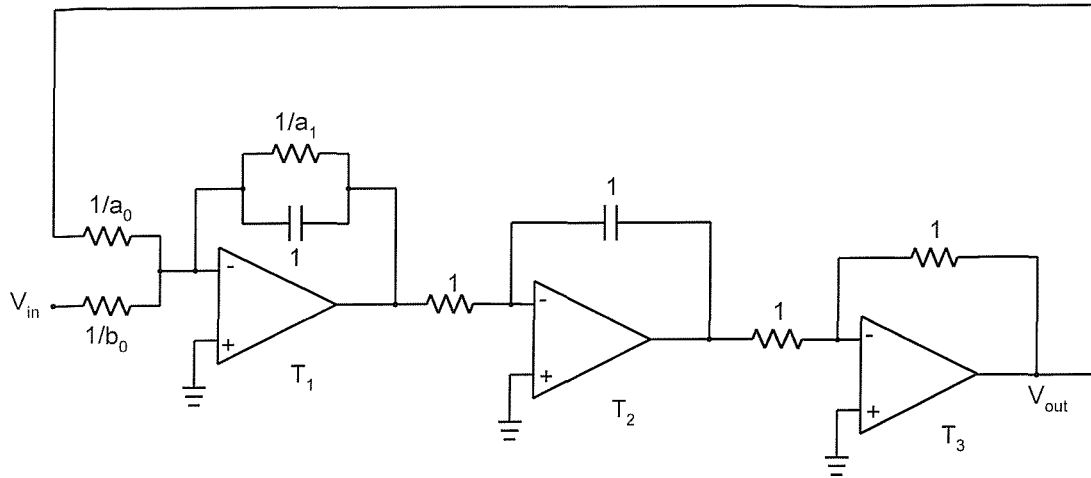 1/a₁
1
1/a₀
1
1
-
1
1
-
Vin
1/b₀
+
T₁
-
+
T₂
Vout
+
T₃